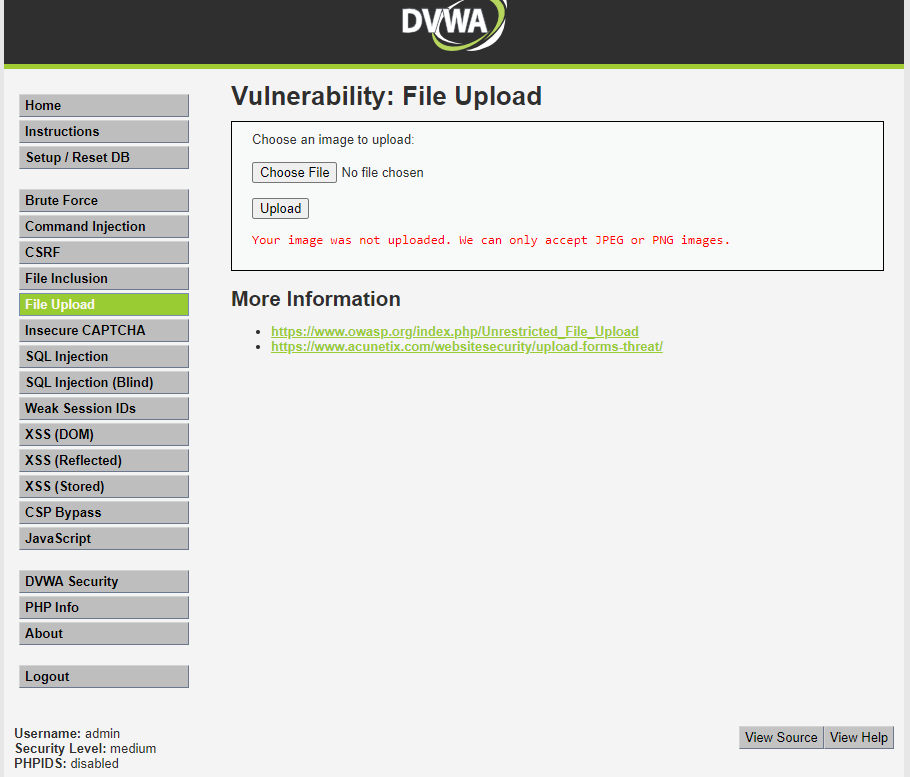 DVWA
Vulnerability: File Upload
Home
Instructions
Setup / Reset DB
Brute Force
Command Injection
CSRF
File Inclusion
File Upload
Insecure CAPTCHA
SQL Injection
SQL Injection (Blind)
Weak Session IDs
XSS (DOM)
XSS (Reflected)
XSS (Stored)
CSP Bypass
JavaScript
DVWA Security
PHP Info
About
Logout
Choose an image to upload:
Choose File No file chosen
Upload
Your image was not uploaded. We can only accept JPEG or PNG images.
More Information
https://www.owasp.org/index.php/Unrestricted_File_Upload
https://www.acunetix.com/websitesecurity/upload-forms-threat/
Username: admin
Security Level: medium
PHPIDS: disabled
View Source View Help